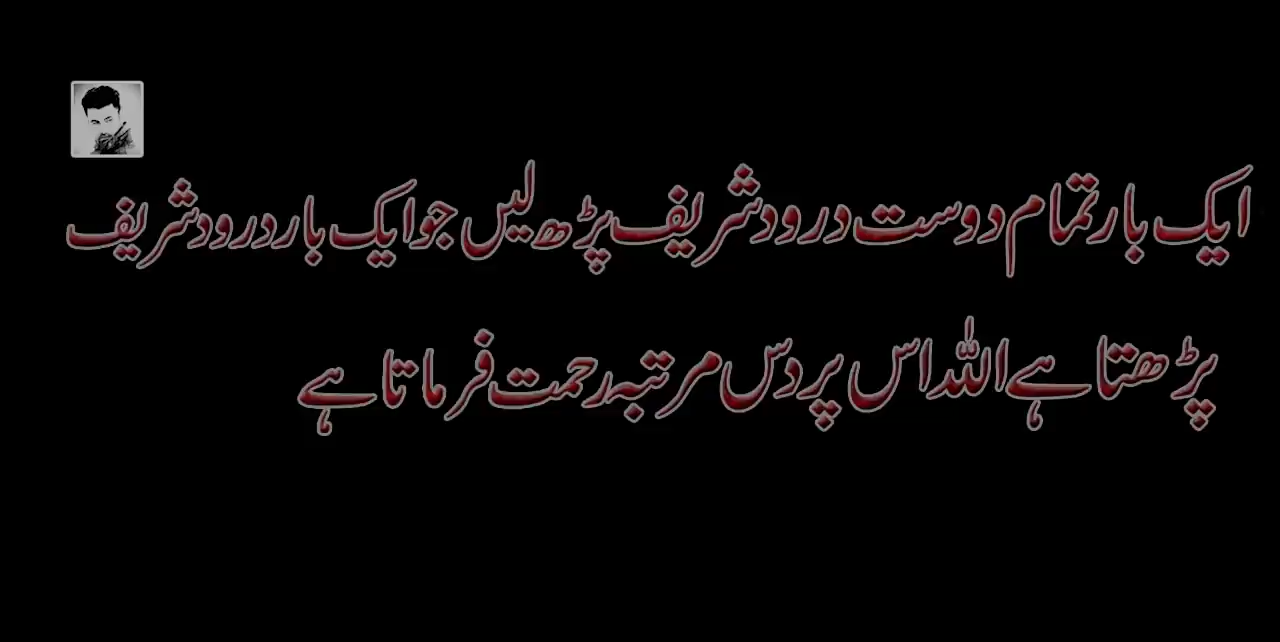 ایک بار تمام دوست درود شریف پڑھ لیں جو ایک بار درود شریف
پڑھتا ہے اللہ اس پر دس مرتبہ رحمت فرماتا ہے